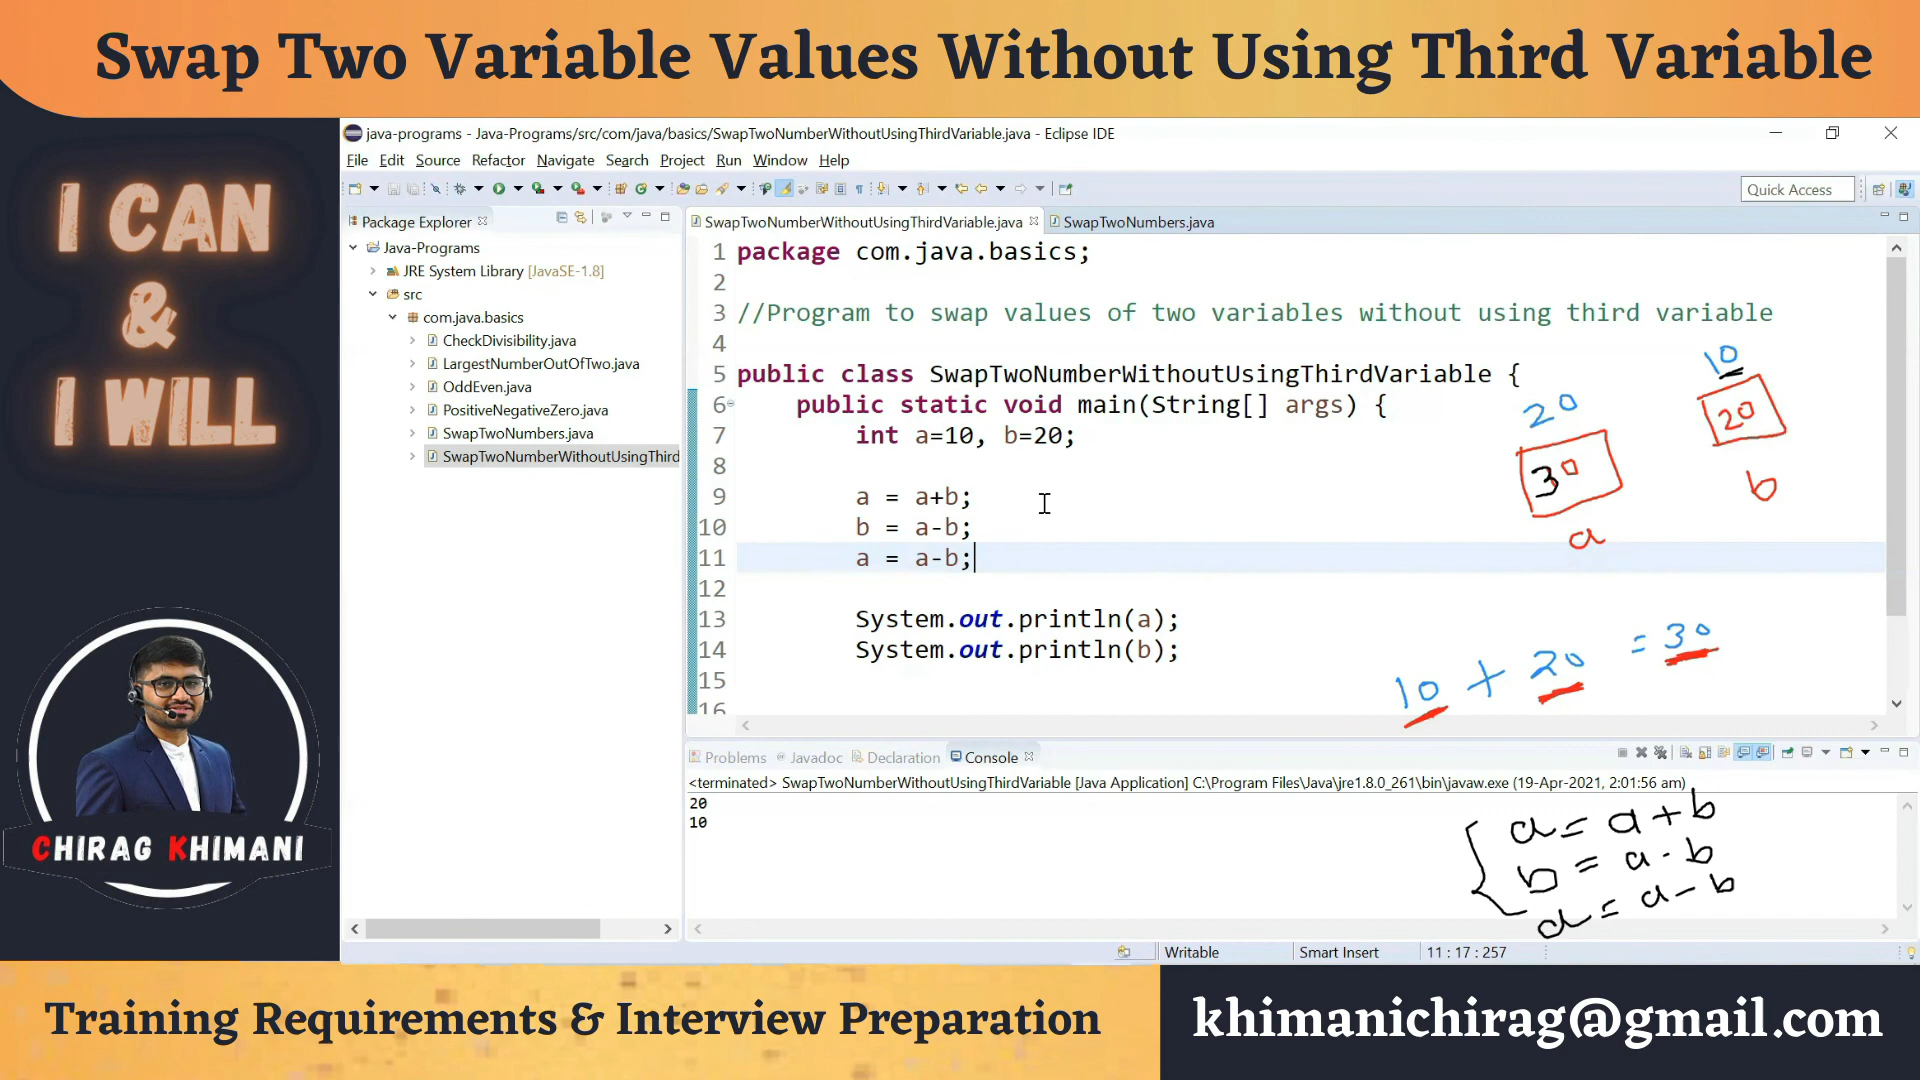 Swap Two Variable Values Without Using Third Variable
I CAN
&
I WILL
CHIRAG KHIMANI
java-programs - Java-Programs/src/com/java/basics/SwapTwoNumberWithoutUsingThirdVariable.java - Eclipse IDE
File Edit Source Refactor Navigate Search Project Run Window Help
Quick Access
Package Explorer
Java-Programs
JRE System Library [JavaSE-1.8]
src
com.java.basics
CheckDivisibility.java
LargestNumberOutOfTwo.java
OddEven.java
PositiveNegativeZero.java
SwapTwoNumbers.java
SwapTwoNumberWithoutUsingThird
SwapTwoNumberWithoutUsingThirdVariable.java SwapTwoNumbers.java
1 package com.java.basics;
2
3 //Program to swap values of two variables without using third variable
4
5 public class SwapTwoNumberWithoutUsingThirdVariable {
6 public static void main(String[] args) {
7 int a=10, b=20;
8
9 a = a+b;
10 b = a-b;
11 a = a-b;
12
13 System.out.println(a);
14 System.out.println(b);
15
16
10
20
20
30
b
a
10 + 20 = 30
Problems Javadoc Declaration Console
<terminated> SwapTwoNumberWithoutUsingThirdVariable [Java Application] C:\Program Files\Java\jre1.8.0_261\bin\javaw.exe (19-Apr-2021, 2:01:56 am)
20
10
a = a+b
b = a-b
a = a-b
Writable Smart Insert 11 : 17 : 257
Training Requirements & Interview Preparation
khimanichirag@gmail.com